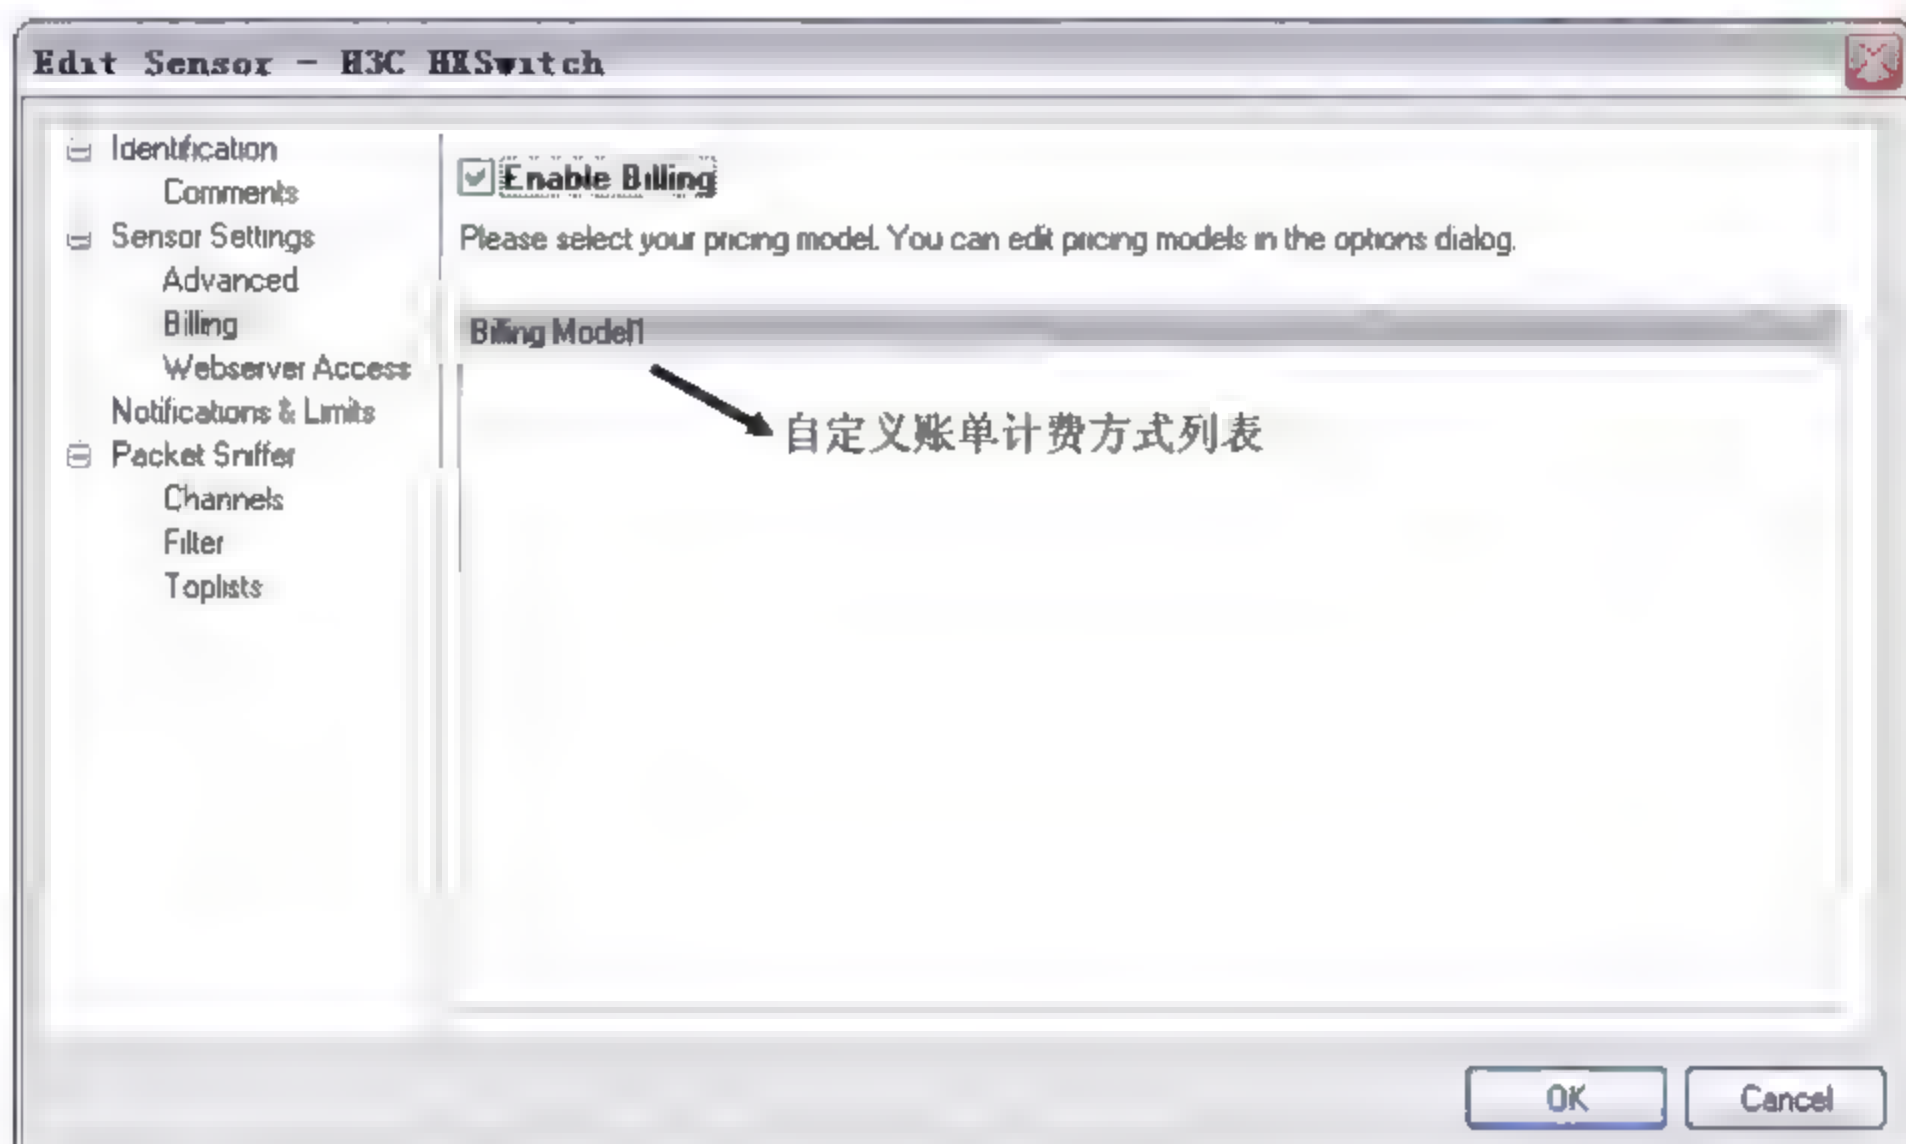 Edit Sensor - H3C HXSwitch
Identification
Comments
Sensor Settings
Advanced
Billing
Webserver Access
Notifications & Limits
Packet Sniffer
Channels
Filter
Toplists
Enable Billing
Please select your pricing model. You can edit pricing models in the options dialog.
Billing Model1
自定义账单计费方式列表
OK
Cancel